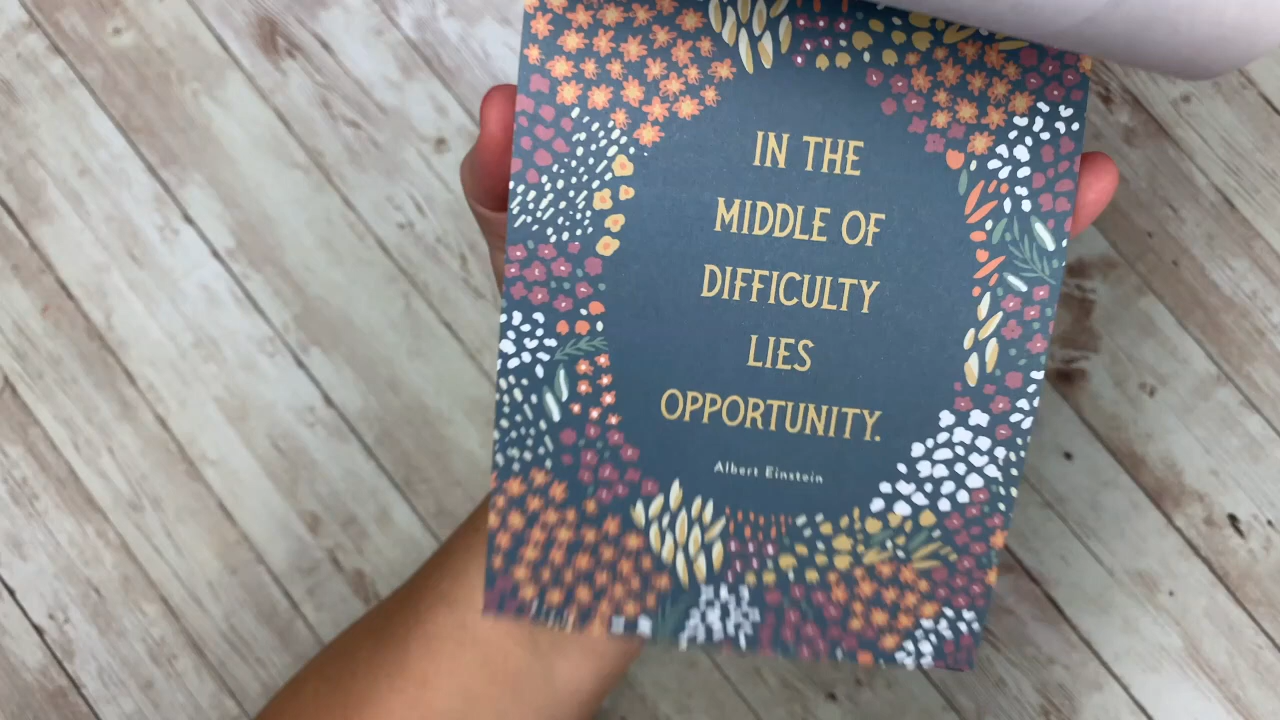 IN THE
MIDDLE OF
DIFFICULTY
LIES
OPPORTUNITY.
Albert Einstein